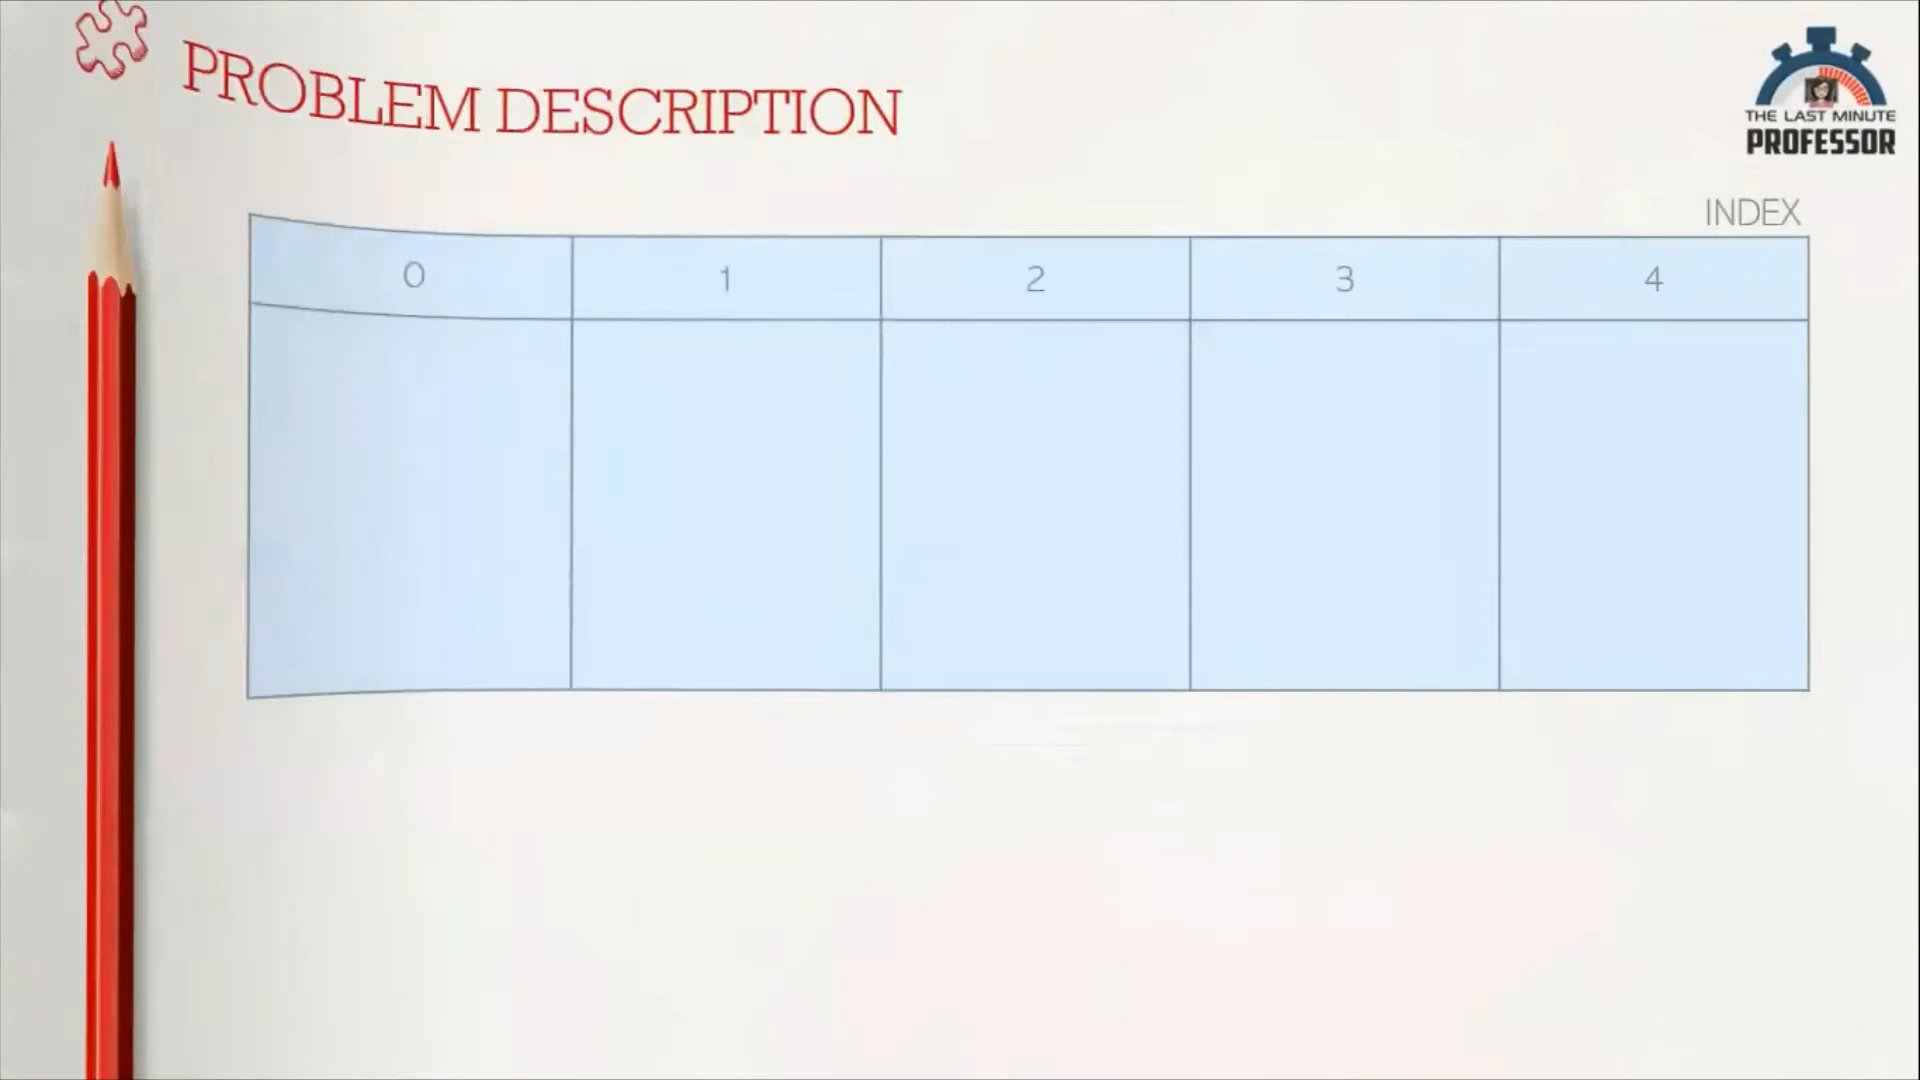 PROBLEM DESCRIPTION
THE LAST MINUTE
PROFESSOR
INDEX
0 1 2 3 4